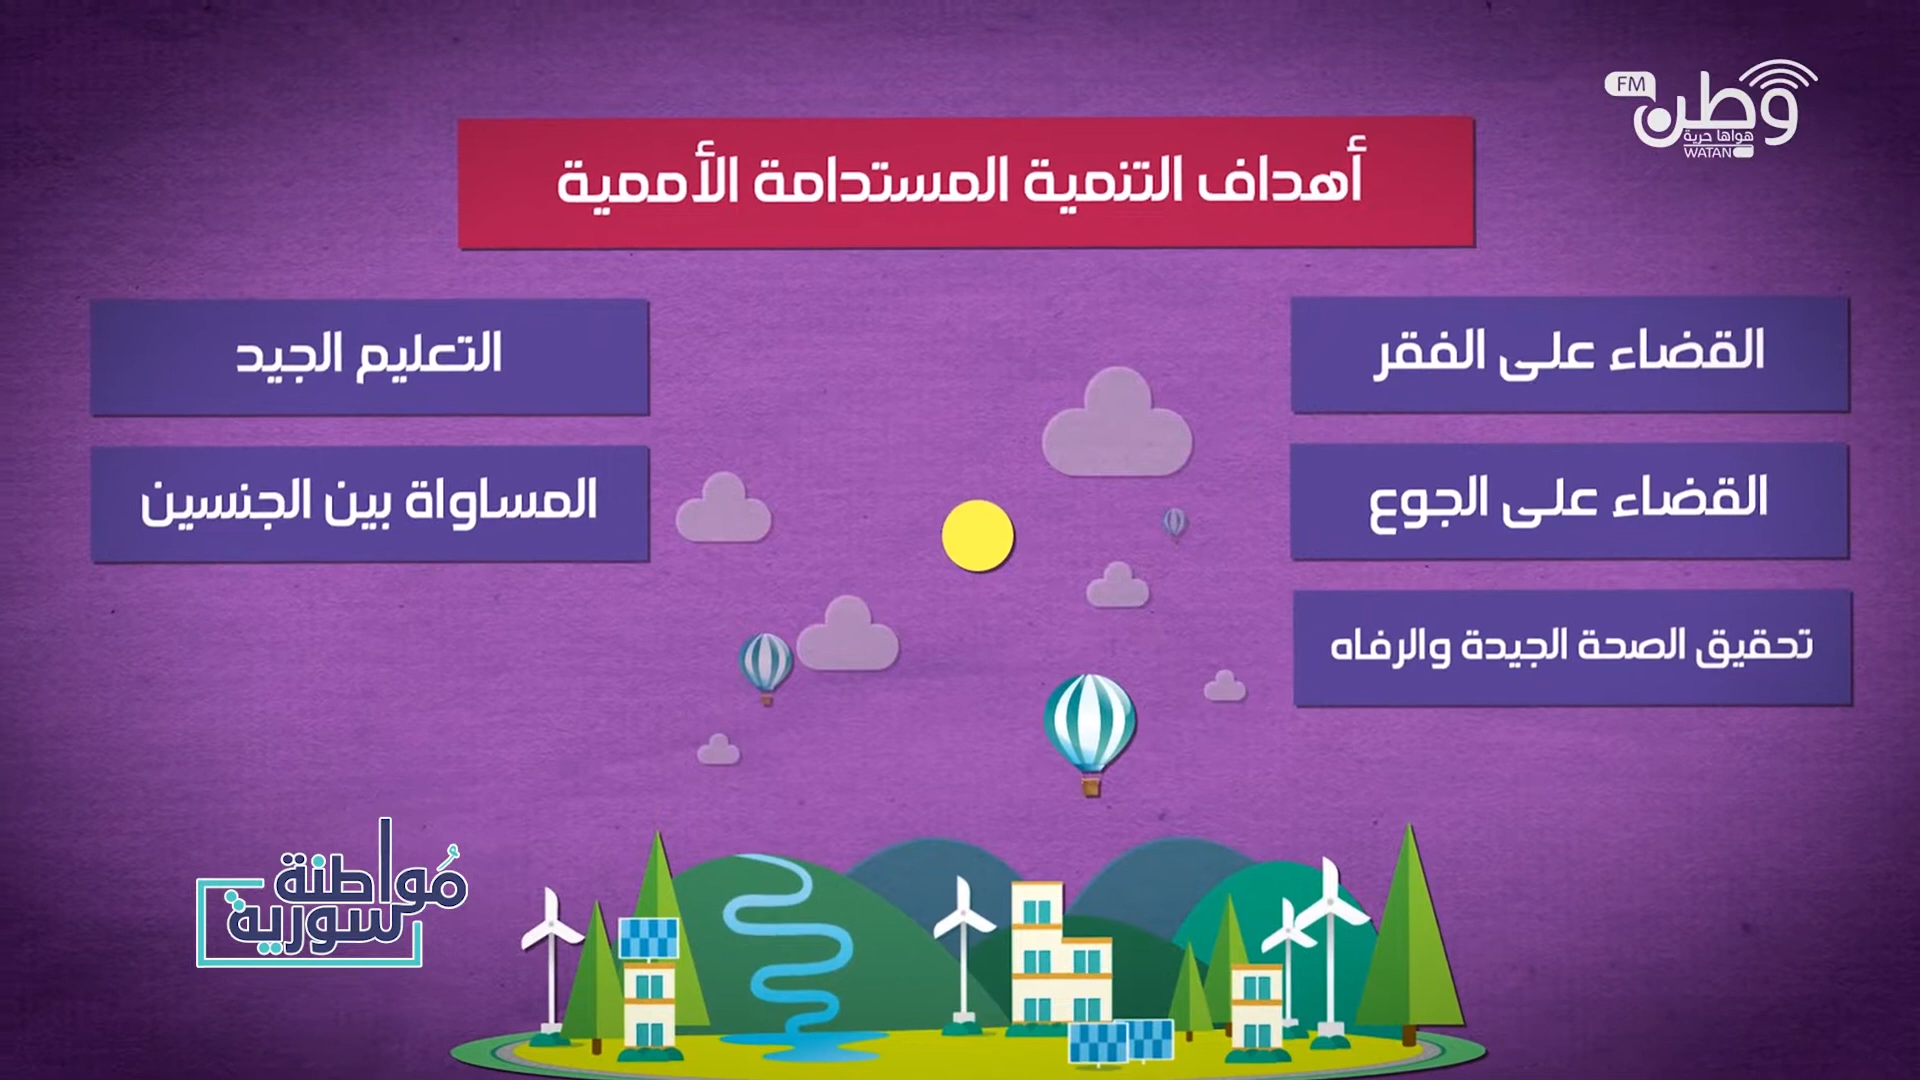 FM
وطن
هواها حرية
WATAN
أهداف التنمية المستدامة الأممية
القضاء على الفقر
القضاء على الجوع
تحقيق الصحة الجيدة والرفاه
التعليم الجيد
المساواة بين الجنسين
مُواطنة
سورية